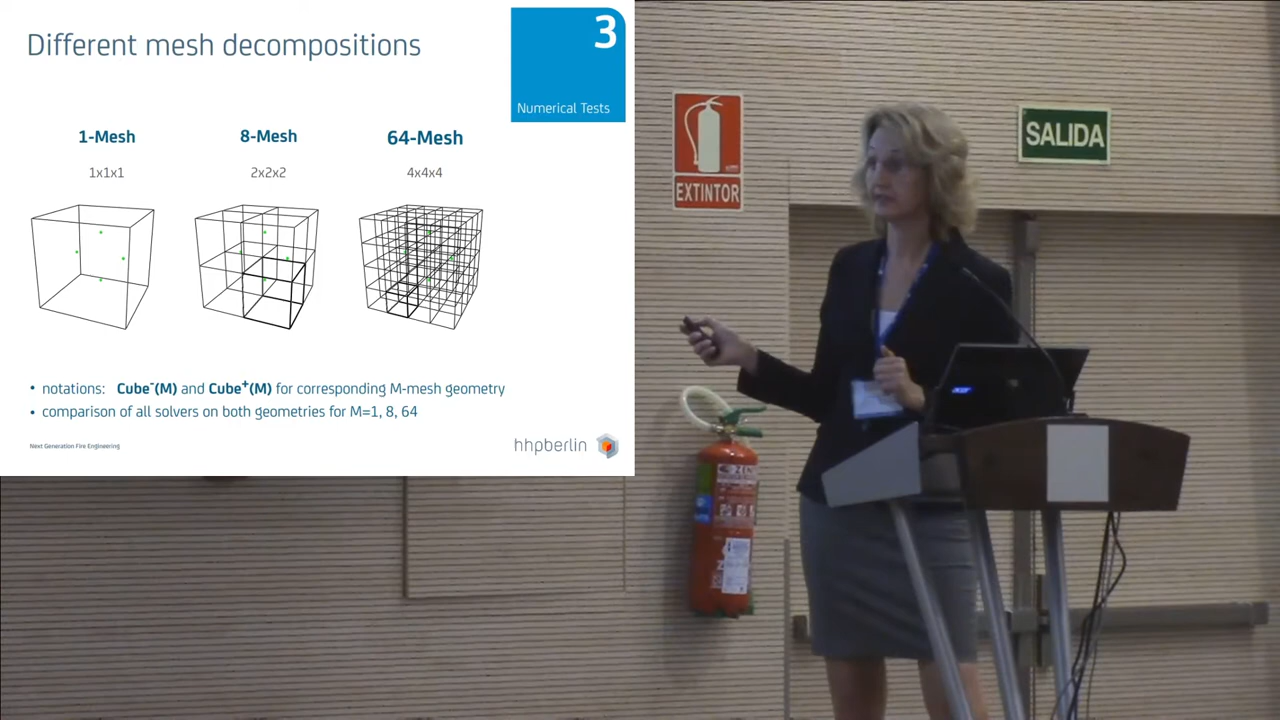 Different mesh decompositions
3
Numerical Tests
1-Mesh 8-Mesh 64-Mesh
1x1x1 2x2x2 4x4x4
• notations: Cube⁻(M) and Cube⁺(M) for corresponding M-mesh geometry
• comparison of all solvers on both geometries for M=1, 8, 64
Next Generation Fire Engineering
hhpberlin
EXTINTOR
SALIDA
acer